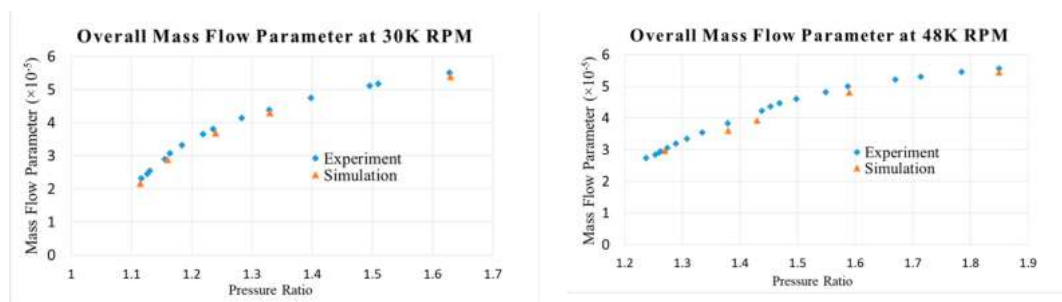 Overall Mass Flow Parameter at 30K RPM
Mass Flow Parameter (×10⁻⁵)
6
5
4
3
2
1
0
Experiment
Simulation
1 1.1 1.2 1.3 1.4 1.5 1.6 1.7
Pressure Ratio
Overall Mass Flow Parameter at 48K RPM
Mass Flow Parameter (×10⁻⁵)
6
5
4
3
2
1
0
Experiment
Simulation
1.2 1.3 1.4 1.5 1.6 1.7 1.8 1.9
Pressure Ratio